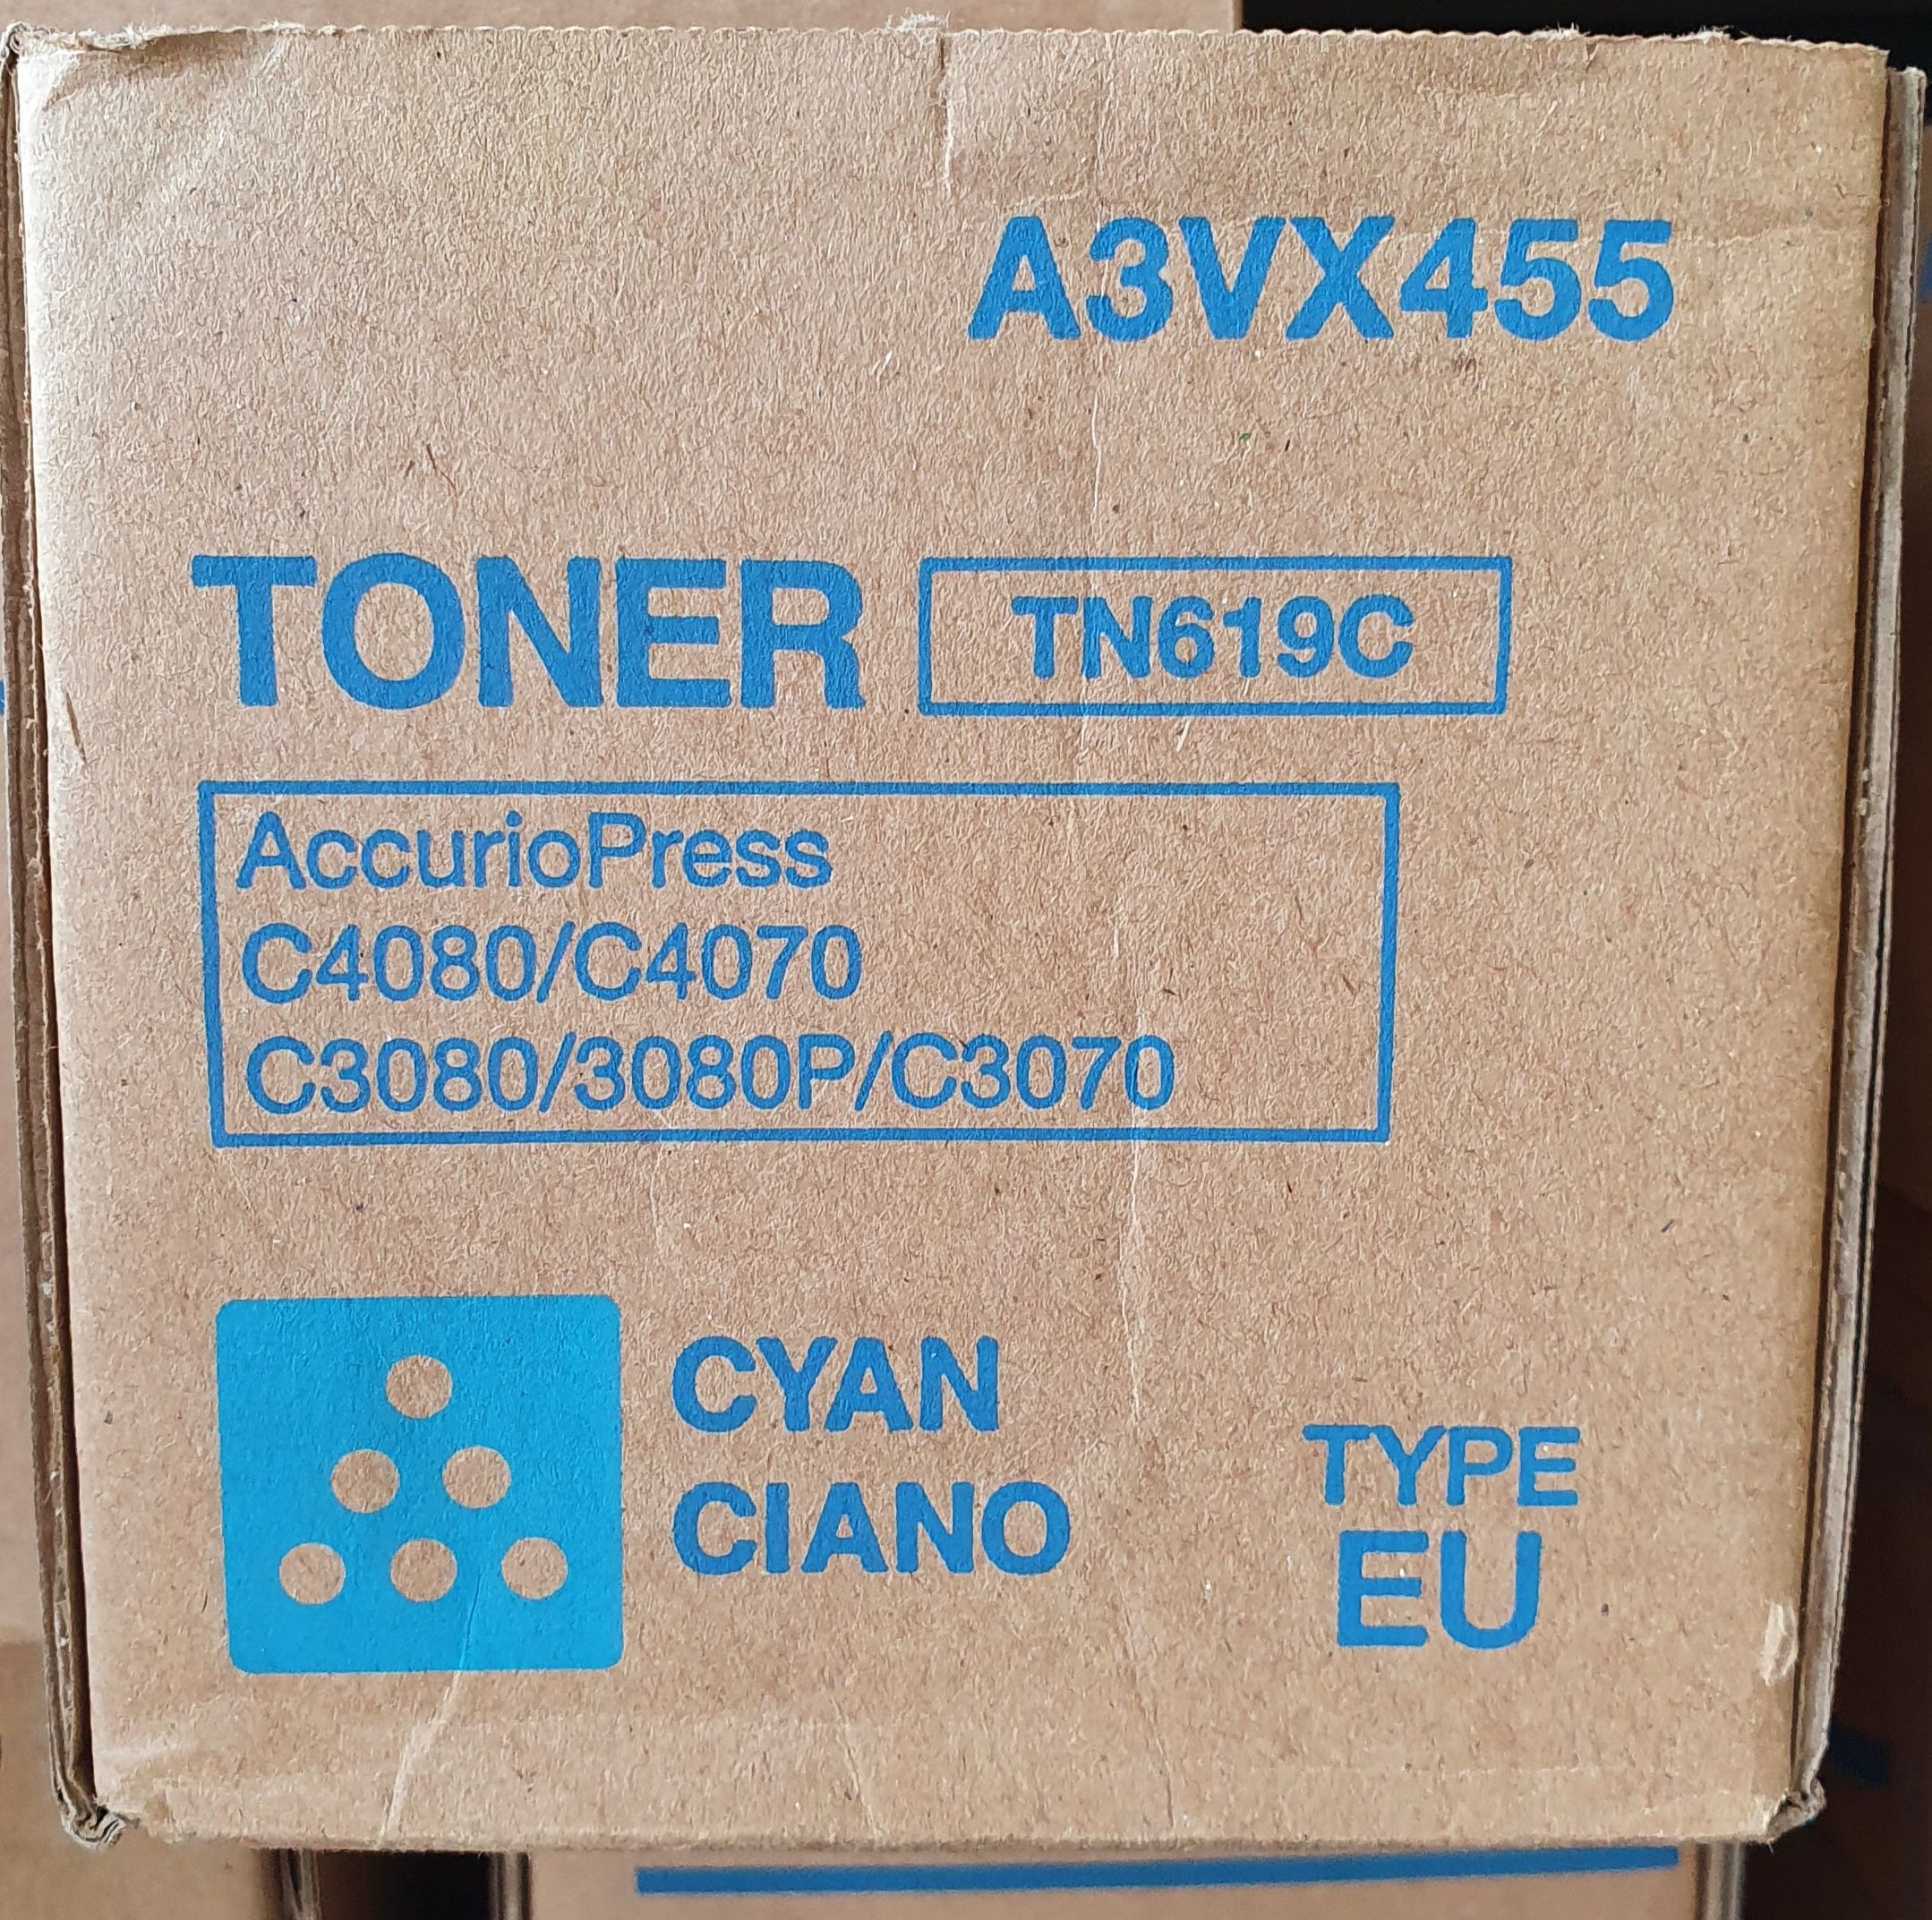 A3VX455
TONER TN619C
AccurioPress
C4080/C4070
C3080/3080P/C3070
CYAN
CIANO
TYPE
EU